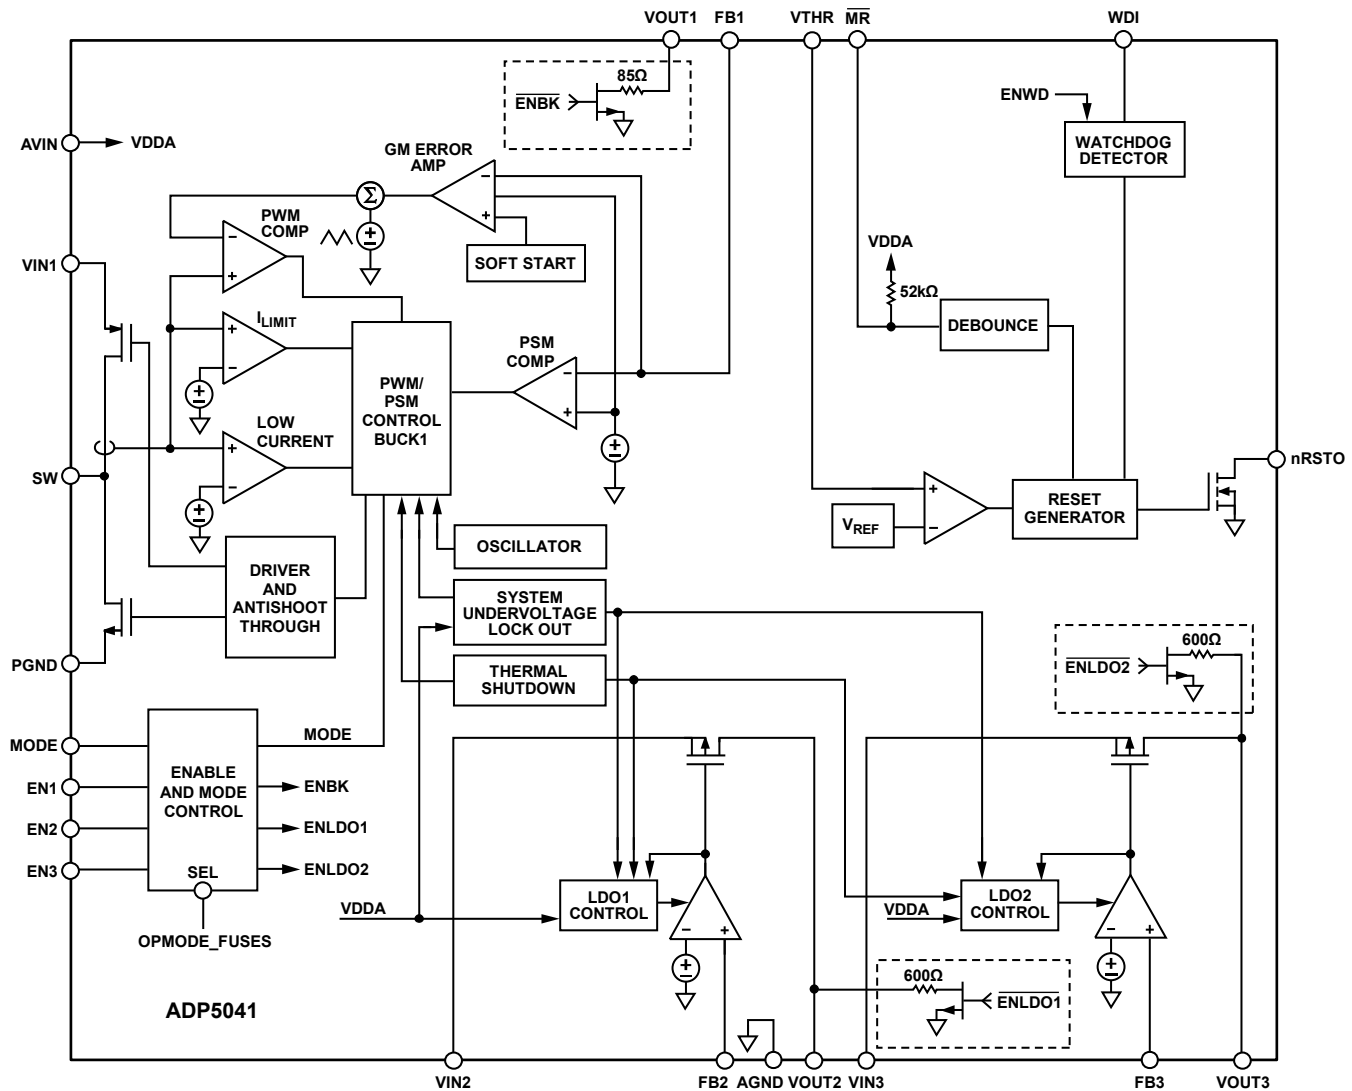 VOUT1 FB1 VTHR MR WDI
85Ω
ENBK
ENWD
AVIN
VDDA
WATCHDOG
DETECTOR
GM ERROR
AMP
Σ
PWM
COMP
SOFT START
VIN1
VDDA
52kΩ
DEBOUNCE
ILIMIT
PSM
COMP
PWM/
PSM
CONTROL
BUCK1
LOW
CURRENT
SW
nRSTO
RESET
GENERATOR
VREF
OSCILLATOR
DRIVER
AND
ANTISHOOT
THROUGH
SYSTEM
UNDERVOLTAGE
LOCK OUT
THERMAL
SHUTDOWN
600Ω
ENLDO2
PGND
MODE
EN1
EN2
EN3
ENABLE
AND MODE
CONTROL
SEL
MODE
ENBK
ENLDO1
ENLDO2
OPMODE_FUSES
VDDA
LDO1
CONTROL
VDDA
LDO2
CONTROL
600Ω
ENLDO1
ADP5041
VIN2 FB2 AGND VOUT2 VIN3 FB3 VOUT3